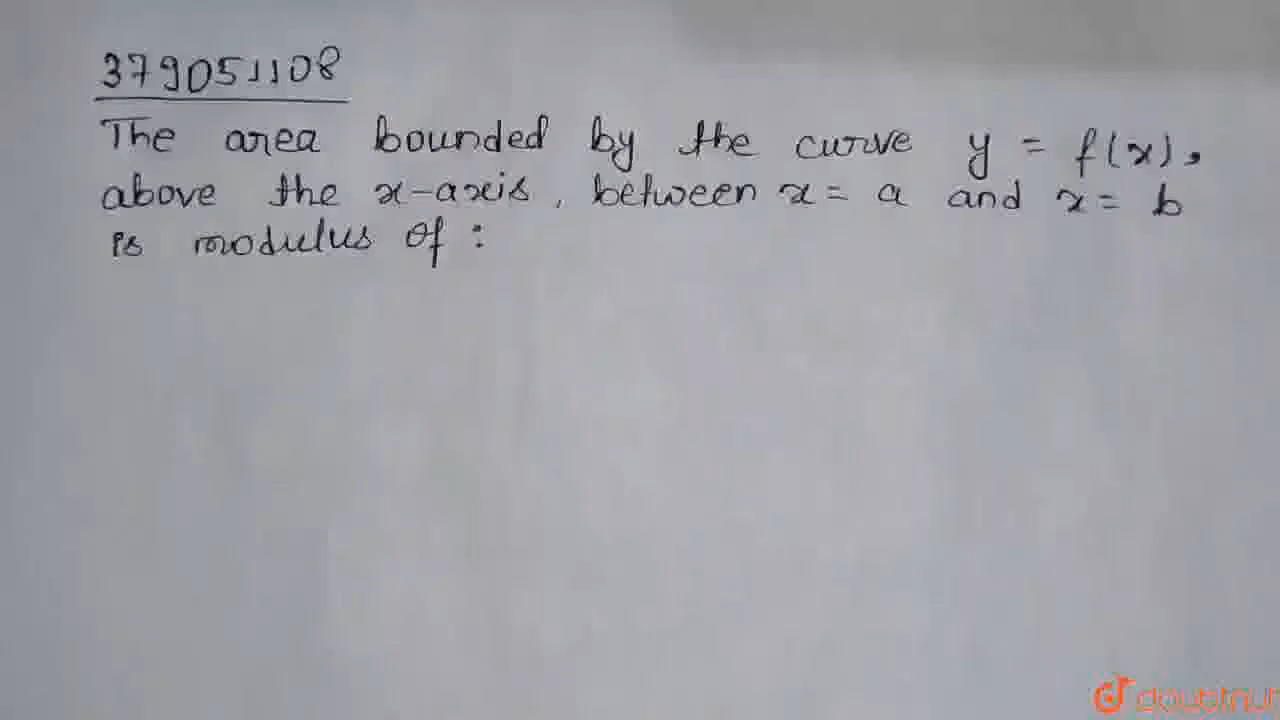 379051108
The area bounded by the curve y = f(x),
above the x-axis, between x = a and x = b
is modulus of :
doubtnut